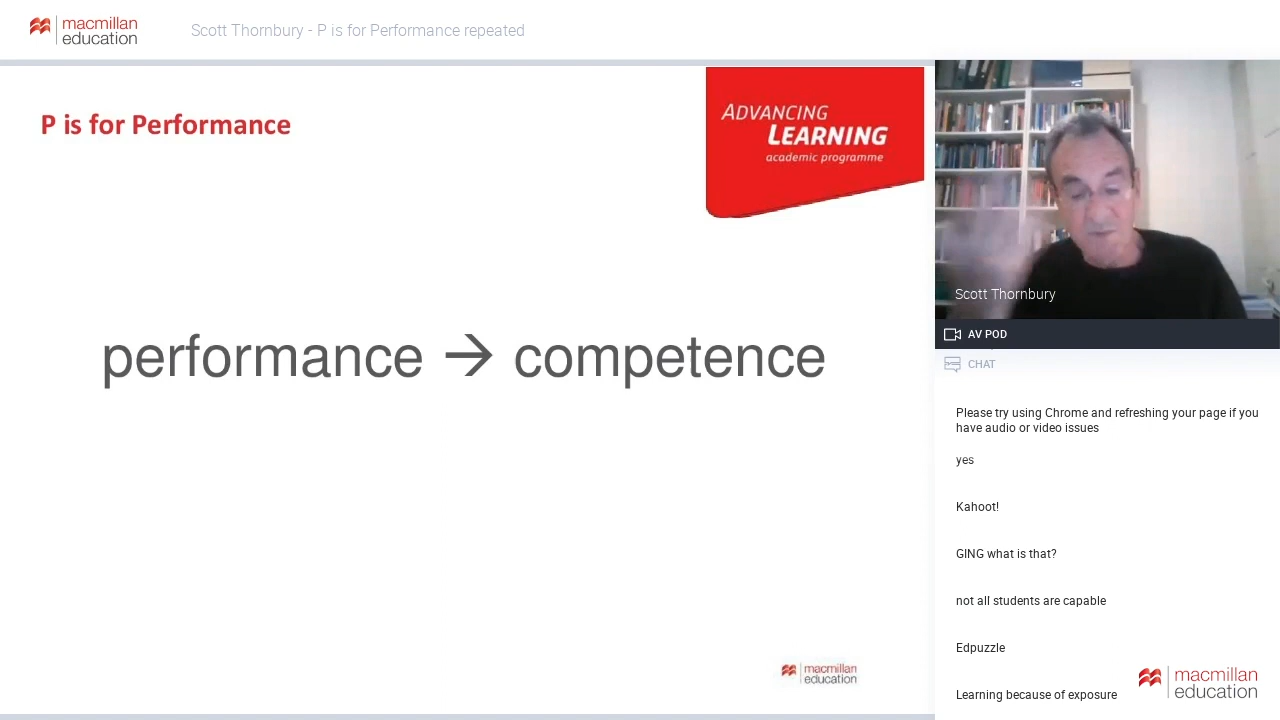 macmillan
education
Scott Thornbury - P is for Performance repeated
P is for Performance
ADVANCING
LEARNING
academic programme
performance → competence
macmillan
education
Scott Thornbury
AV POD
CHAT
Please try using Chrome and refreshing your page if you
have audio or video issues
yes
Kahoot!
GING what is that?
not all students are capable
Edpuzzle
Learning because of exposure
macmillan
education